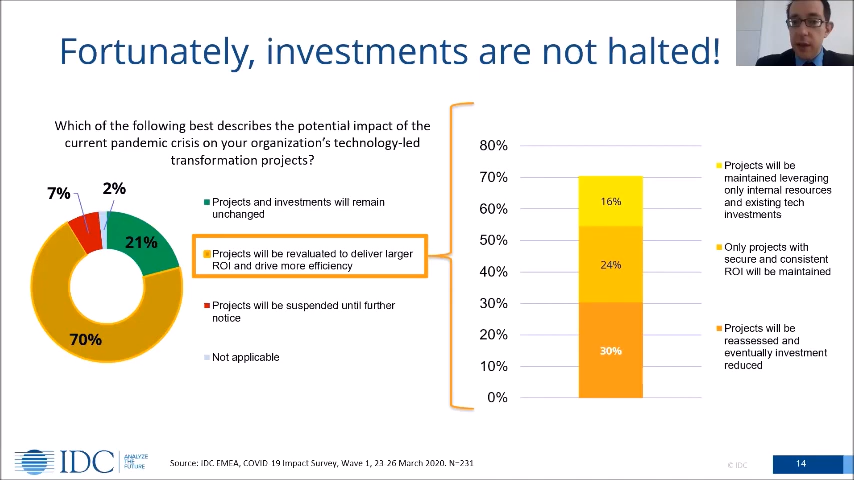 Fortunately, investments are not halted!
Which of the following best describes the potential impact of the
current pandemic crisis on your organization's technology-led
transformation projects?
7%
2%
21%
70%
Projects and investments will remain
unchanged
Projects will be revaluated to deliver larger
ROI and drive more efficiency
Projects will be suspended until further
notice
Not applicable
80%
70%
60%
50%
40%
30%
20%
10%
0%
16%
24%
30%
Projects will be
maintained leveraging
only internal resources
and existing tech
investments
Only projects with
secure and consistent
ROI will be maintained
Projects will be
reassessed and
eventually investment
reduced
IDC
ANALYZE
THE
FUTURE
Source: IDC EMEA, COVID 19 Impact Survey, Wave 1, 23 26 March 2020. N=231
© IDC
14